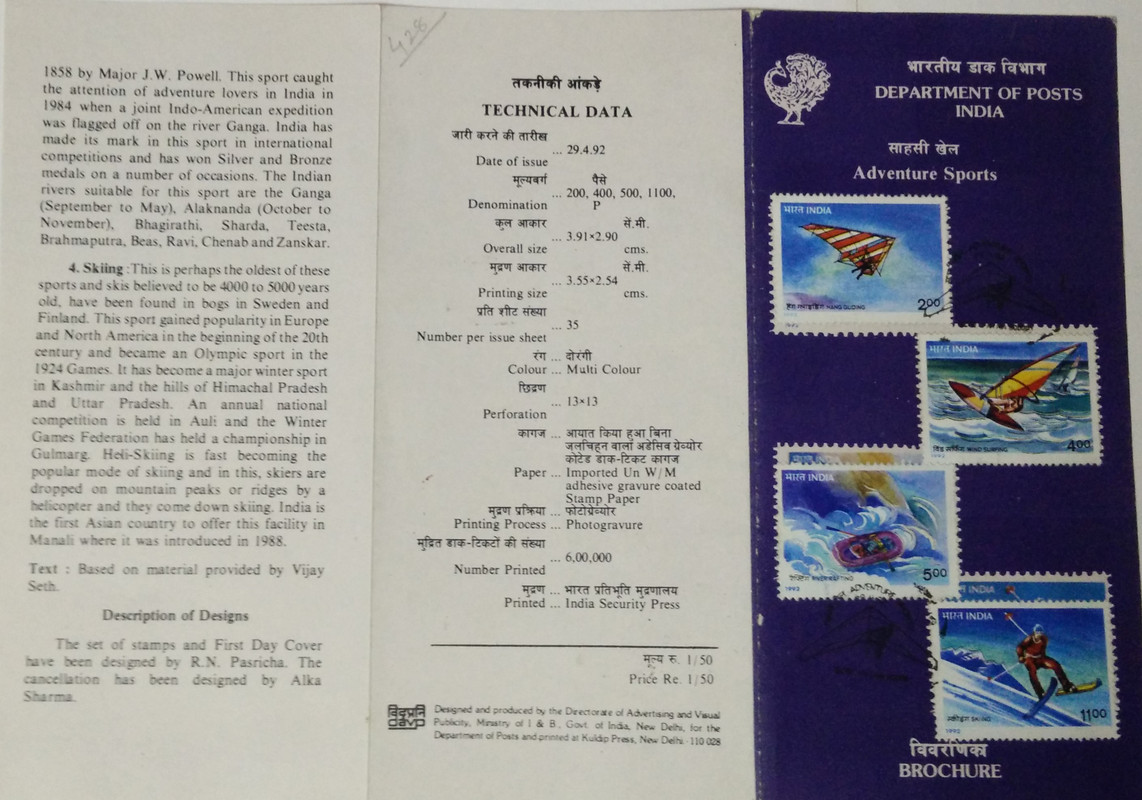 1858 by Major J.W. Powell. This sport caught
the attention of adventure lovers in India in
1984 when a joint Indo-American expedition
was flagged off on the river Ganga. India has
made its mark in this sport in international
competitions and has won Silver and Bronze
medals on a number of occasions. The Indian
rivers suitable for this sport are the Ganga
(September to May), Alaknanda (October to
November), Bhagirathi, Sharda, Teesta,
Brahmaputra, Beas, Ravi, Chenab and Zanskar.
4. Skiing :This is perhaps the oldest of these
sports and skis believed to be 4000 to 5000 years
old, have been found in bogs in Sweden and
Finland. This sport gained popularity in Europe
and North America in the beginning of the 20th
century and became an Olympic sport in the
1924 Games. It has become a major winter sport
in Kashmir and the hills of Himachal Pradesh
and Uttar Pradesh. An annual national
competition is held in Auli and the Winter
Games Federation has held a championship in
Gulmarg. Heli-Skiing is fast becoming the
popular mode of skiing and in this, skiers are
dropped on mountain peaks or ridges by a
helicopter and they come down skiing. India is
the first Asian country to offer this facility in
Manali where it was introduced in 1988.
Text : Based on material provided by Vijay
Seth.
Description of Designs
The set of stamps and First Day Cover
have been designed by R.N. Pasricha. The
cancellation has been designed by Alka
Sharma.
428
तकनीकी आंकड़े
TECHNICAL DATA
जारी करने की तारीख
... 29.4.92
Date of issue
मूल्यवर्ग पैसे
... 200, 400, 500, 1100,
Denomination P
कुल आकार सें.मी.
... 3.91×2.90
Overall size cms.
मुद्रण आकार सें.मी.
... 3.55×2.54
Printing size cms.
प्रति शीट संख्या
... 35
Number per issue sheet
रंग ... दोरंगी
Colour ... Multi Colour
छिद्रण
... 13×13
Perforation
कागज ... आयात किया हुआ बिना
जलचिहन वाला अडेसिव ग्रेव्योर
कोटेड डाक-टिकट कागज
Paper ... Imported Un W/M
adhesive gravure coated
Stamp Paper
मुद्रण प्रक्रिया ... फोटोग्रेव्योर
Printing Process ... Photogravure
मुद्रित डाक-टिकटों की संख्या
... 6,00,000
Number Printed
मुद्रण ... भारत प्रतिभूति मुद्रणालय
Printed ... India Security Press
मूल्य रु. 1/50
Price Re. 1/50
विदृप्रनि
davp
Designed and produced by the Directorate of Advertising and Visual
Publicity, Ministry of I & B., Govt. of India, New Delhi, for the
Department of Posts and printed at Kuldip Press, New Delhi - 110 028
भारतीय डाक विभाग
DEPARTMENT OF POSTS
INDIA
साहसी खेल
Adventure Sports
भारत INDIA
HANG GLIDING
1992
2 00
भारत INDIA
विंड सर्फिंग WIND SURFING
1992
4 00
भारत INDIA
RIVER RAFTING
1992
5 00
ADVENTURE
INDIA
भारत INDIA
SKIING
1992
11 00
विवरणिका
BROCHURE